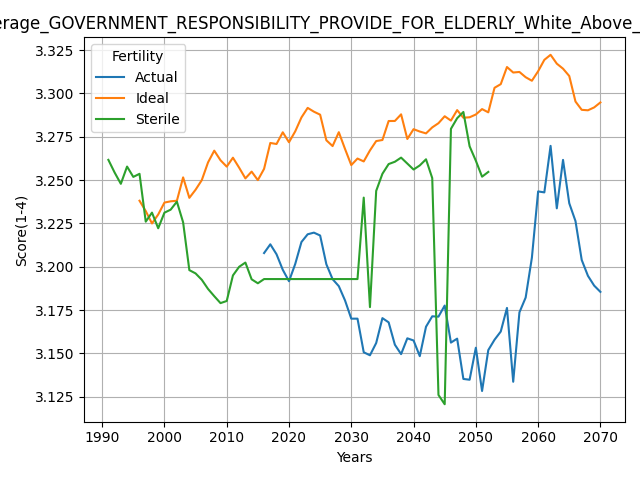 erage_GOVERNMENT_RESPONSIBILITY_PROVIDE_FOR_ELDERLY_White_Above_
Fertility
Actual
Ideal
Sterile
3.325
3.300
3.275
3.250
3.225
3.200
3.175
3.150
3.125
Score(1-4)
1990 2000 2010 2020 2030 2040 2050 2060 2070
Years